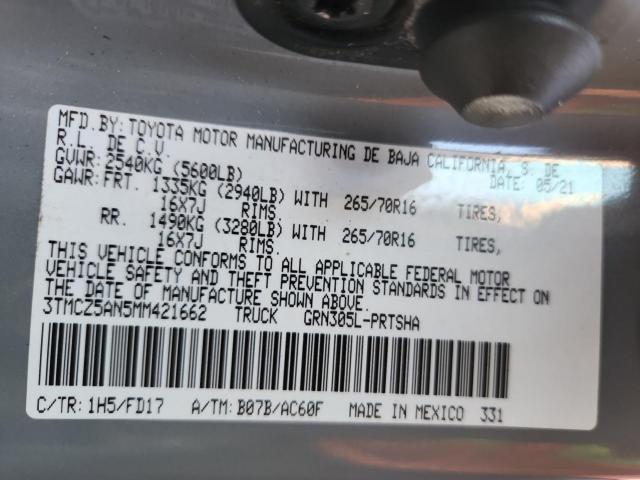 MFD.BY:TOYOTA MOTOR MANUFACTURING DE BAJA CALIFORNIA, S. DE
R.L. DE C.V. DATE: 05/21
GVWR: 2540KG (5600LB)
GAWR:FRT. 1335KG (2940LB) WITH 265/70R16 TIRES,
16X7J RIMS.
RR. 1490KG (3280LB) WITH 265/70R16 TIRES,
16X7J RIMS.
THIS VEHICLE CONFORMS TO ALL APPLICABLE FEDERAL MOTOR
VEHICLE SAFETY AND THEFT PREVENTION STANDARDS IN EFFECT ON
THE DATE OF MANUFACTURE SHOWN ABOVE.
3TMCZ5AN5MM421662 TRUCK GRN305L-PRTSHA
C/TR: 1H5/FD17 A/TM: B07B/AC60F MADE IN MEXICO 331